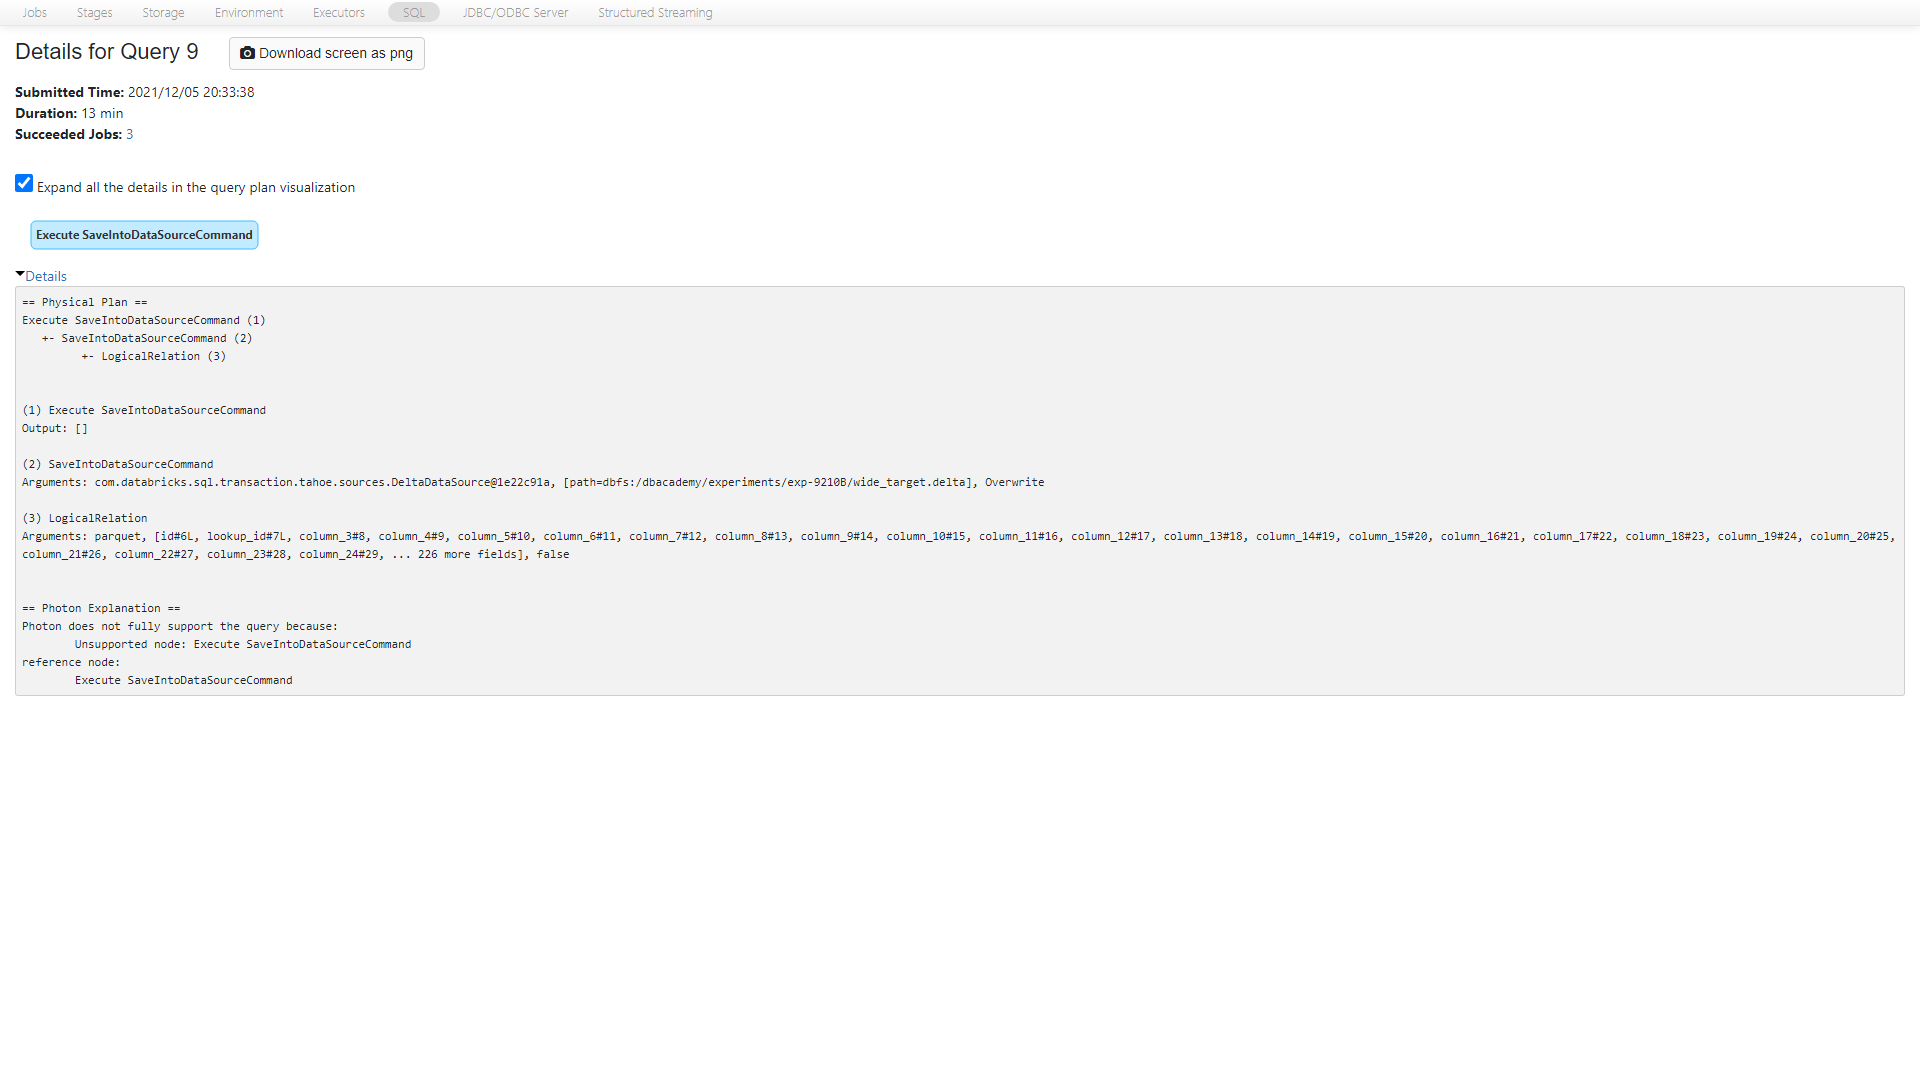 Jobs Stages Storage Environment Executors SQL JDBC/ODBC Server Structured Streaming
Details for Query 9 Download screen as png
Submitted Time: 2021/12/05 20:33:38
Duration: 13 min
Succeeded Jobs: 3
Expand all the details in the query plan visualization
Execute SaveIntoDataSourceCommand
Details
== Physical Plan ==
Execute SaveIntoDataSourceCommand (1)
   +- SaveIntoDataSourceCommand (2)
         +- LogicalRelation (3)
(1) Execute SaveIntoDataSourceCommand
Output: []
(2) SaveIntoDataSourceCommand
Arguments: com.databricks.sql.transaction.tahoe.sources.DeltaDataSource@1e22c91a, [path=dbfs:/dbacademy/experiments/exp-9210B/wide_target.delta], Overwrite
(3) LogicalRelation
Arguments: parquet, [id#6L, lookup_id#7L, column_3#8, column_4#9, column_5#10, column_6#11, column_7#12, column_8#13, column_9#14, column_10#15, column_11#16, column_12#17, column_13#18, column_14#19, column_15#20, column_16#21, column_17#22, column_18#23, column_19#24, column_20#25,
column_21#26, column_22#27, column_23#28, column_24#29, ... 226 more fields], false
== Photon Explanation ==
Photon does not fully support the query because:
        Unsupported node: Execute SaveIntoDataSourceCommand
reference node:
        Execute SaveIntoDataSourceCommand